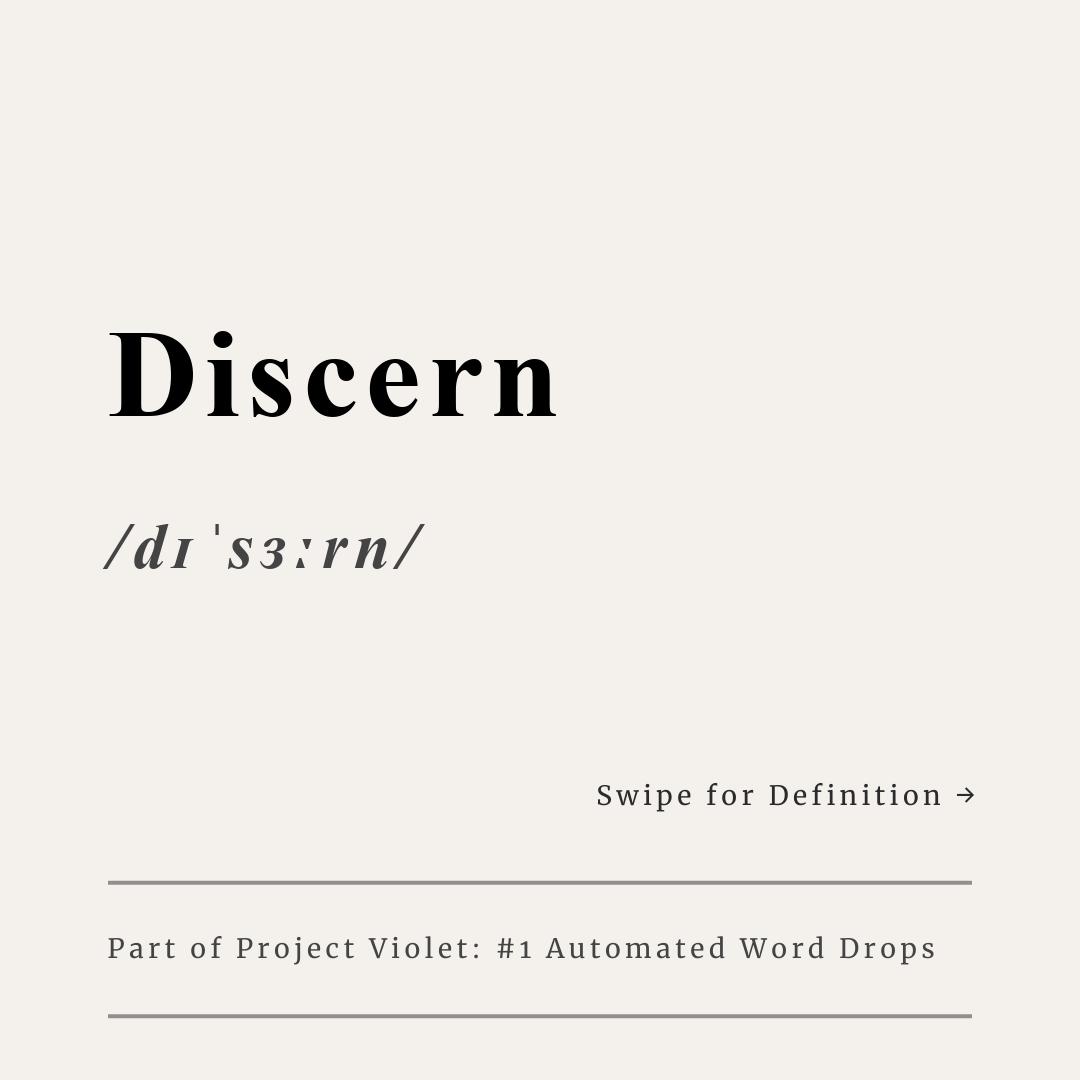 Discern
/dɪˈsɜːrn/
Swipe for Definition →
Part of Project Violet: #1 Automated Word Drops